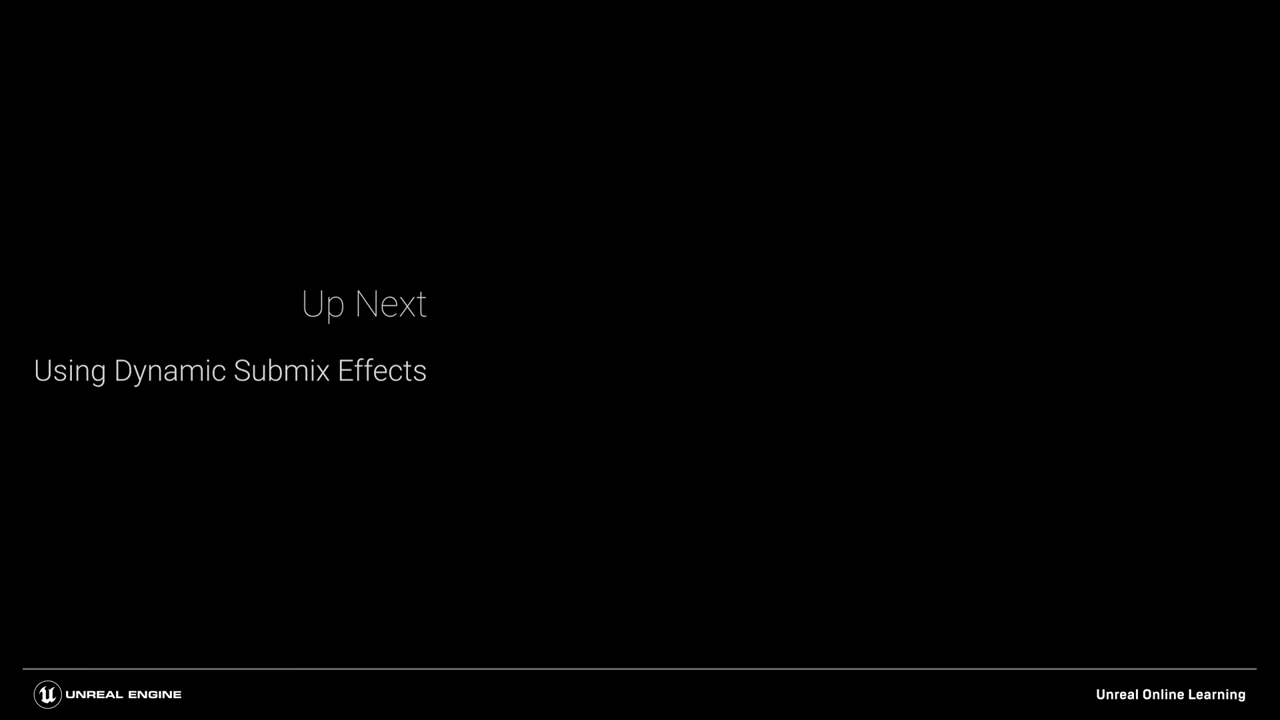 Up Next
Using Dynamic Submix Effects
UNREAL ENGINE
Unreal Online Learning